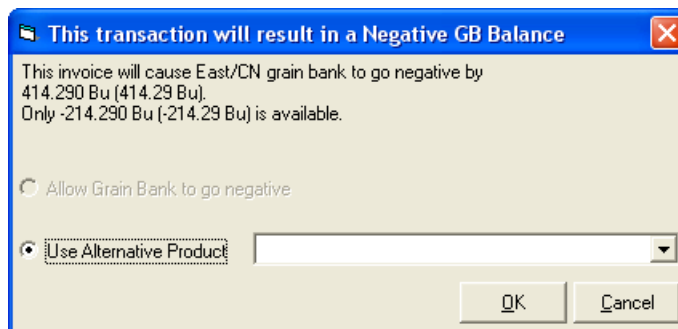 This transaction will result in a Negative GB Balance
This invoice will cause East/CN grain bank to go negative by
414.290 Bu (414.29 Bu).
Only -214.290 Bu (-214.29 Bu) is available.
Allow Grain Bank to go negative
Use Alternative Product
OK Cancel